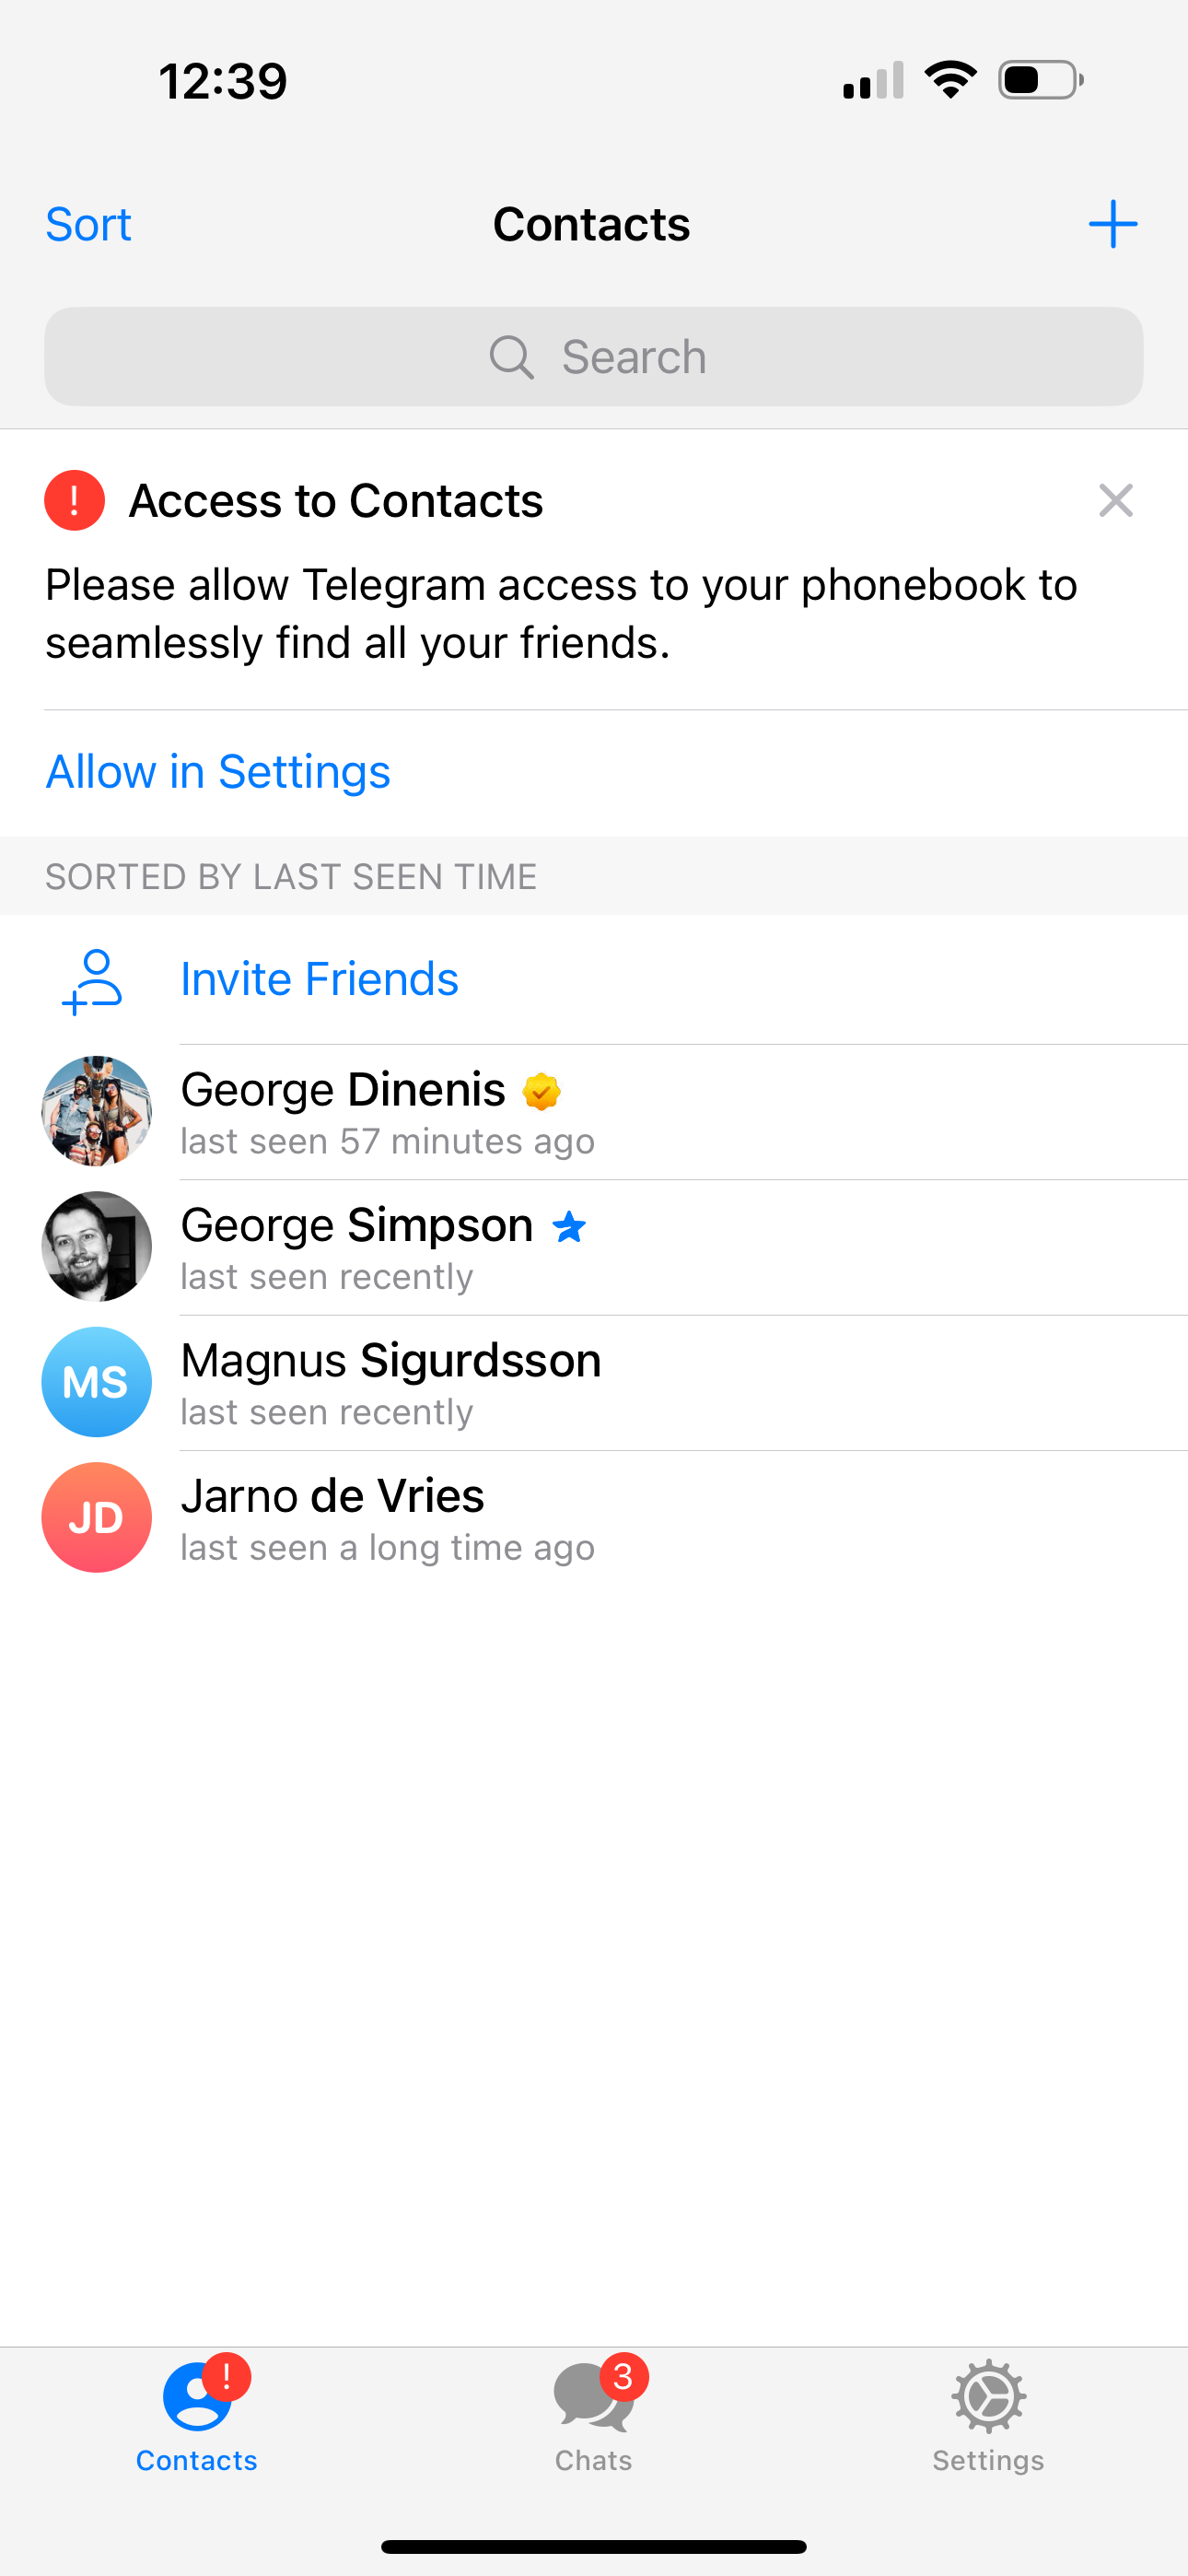 12:39
Sort
Contacts
Search
! Access to Contacts
Please allow Telegram access to your phonebook to
seamlessly find all your friends.
Allow in Settings
SORTED BY LAST SEEN TIME
Invite Friends
George Dinenis
last seen 57 minutes ago
George Simpson
last seen recently
MS
Magnus Sigurdsson
last seen recently
JD
Jarno de Vries
last seen a long time ago
!
3
Contacts
Chats
Settings